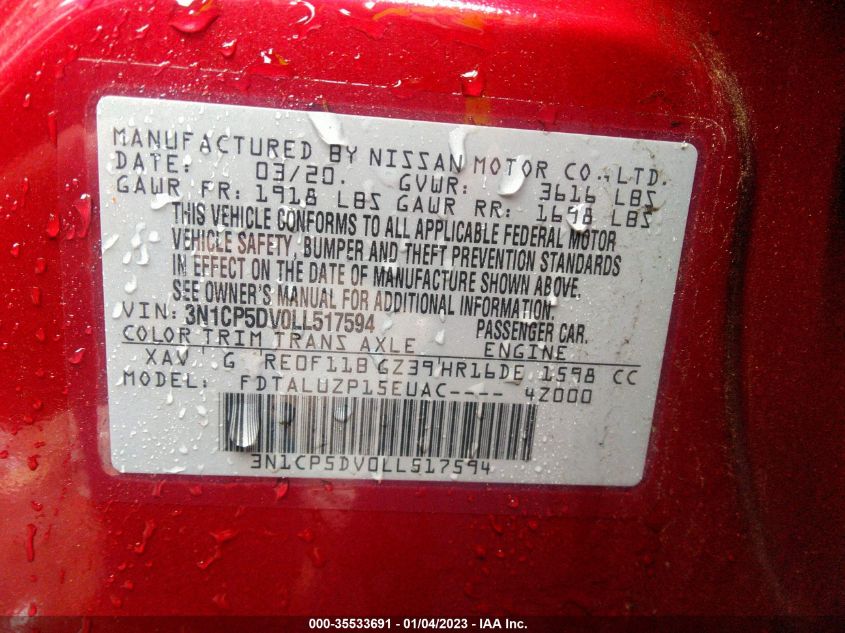 MANUFACTURED BY NISSAN MOTOR CO.,LTD.
DATE: 03/20. GVWR: 3616 LBS
GAWR FR: 1918 LBS GAWR RR: 1698 LBS
THIS VEHICLE CONFORMS TO ALL APPLICABLE FEDERAL MOTOR
VEHICLE SAFETY, BUMPER AND THEFT PREVENTION STANDARDS
IN EFFECT ON THE DATE OF MANUFACTURE SHOWN ABOVE.
SEE OWNER'S MANUAL FOR ADDITIONAL INFORMATION.
VIN: 3N1CP5DV0LL517594 PASSENGER CAR.
COLOR TRIM TRANS AXLE ENGINE
XAV G RE0F11B GZ39 HR16DE 1598 CC
MODEL: FDTALUZP15EUAC---- 4Z000
3N1CP5DV0LL517594
000-35533691 - 01/04/2023 - IAA Inc.